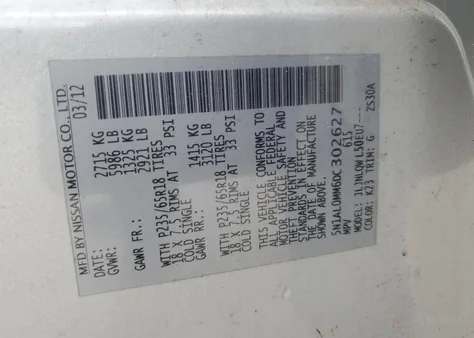 MFD BY NISSAN MOTOR CO., LTD.
DATE: 03/12
GVWR: 2715 KG
5986 LB
GAWR FR.: 1325 KG
2921 LB
WITH P235/65R18 TIRES
18 X 7.5 RIMS AT 33 PSI
COLD SINGLE
GAWR RR.: 1415 KG
3120 LB
WITH P235/65R18 TIRES
18 X 7.5 RIMS AT 33 PSI
COLD SINGLE
THIS VEHICLE CONFORMS TO
ALL APPLICABLE FEDERAL
MOTOR VEHICLE SAFETY AND
THEFT PREVENTION
STANDARDS IN EFFECT ON
THE DATE OF MANUFACTURE
SHOWN ABOVE.
302627
MPV 615
MODEL:
COLOR: K23 TRIM: G ZS30A